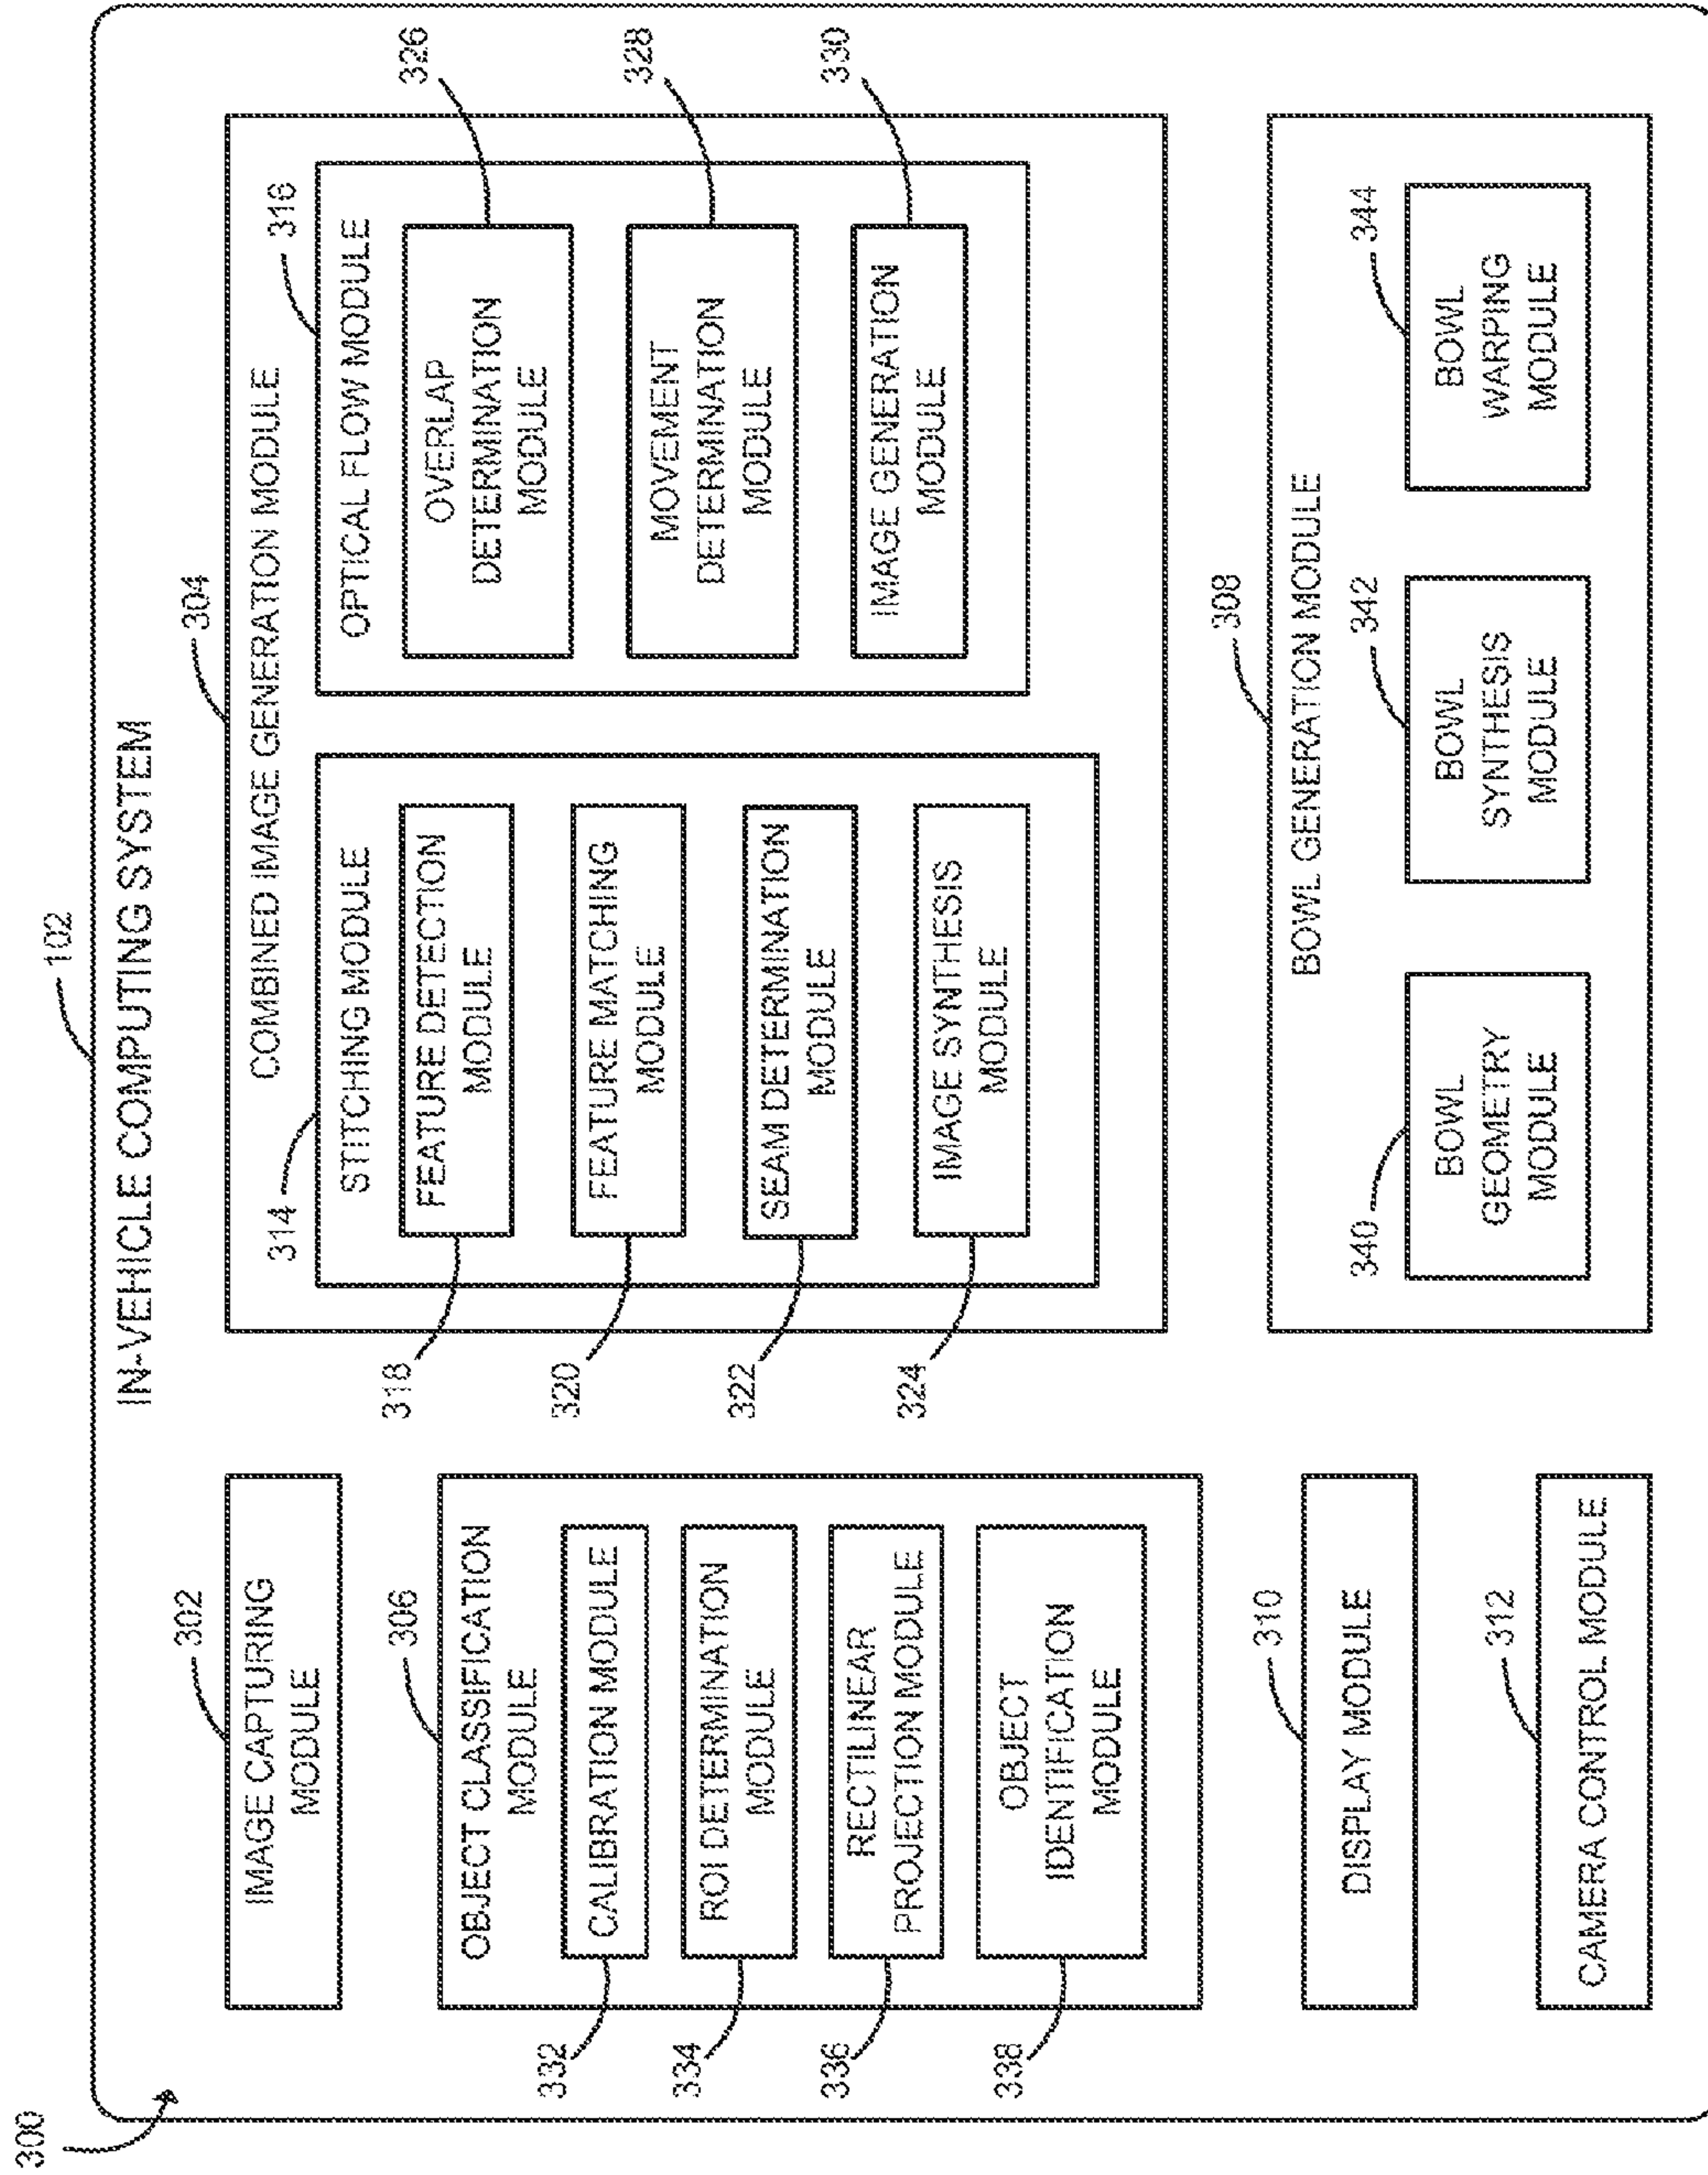 300
102
IN-VEHICLE COMPUTING SYSTEM
302
IMAGE CAPTURING
MODULE
306
OBJECT CLASSIFICATION
MODULE
332
CALIBRATION MODULE
334
ROI DETERMINATION
MODULE
336
RECTILINEAR
PROJECTION MODULE
338
OBJECT
IDENTIFICATION
MODULE
310
DISPLAY MODULE
312
CAMERA CONTROL MODULE
304
COMBINED IMAGE GENERATION MODULE
314
STITCHING MODULE
318
FEATURE DETECTION
MODULE
320
FEATURE MATCHING
MODULE
322
SEAM DETERMINATION
MODULE
324
IMAGE SYNTHESIS
MODULE
316
OPTICAL FLOW MODULE
326
OVERLAP
DETERMINATION
MODULE
328
MOVEMENT
DETERMINATION
MODULE
330
IMAGE GENERATION
MODULE
308
BOWL GENERATION MODULE
340
BOWL
GEOMETRY
MODULE
342
BOWL
SYNTHESIS
MODULE
344
BOWL
WARPING
MODULE